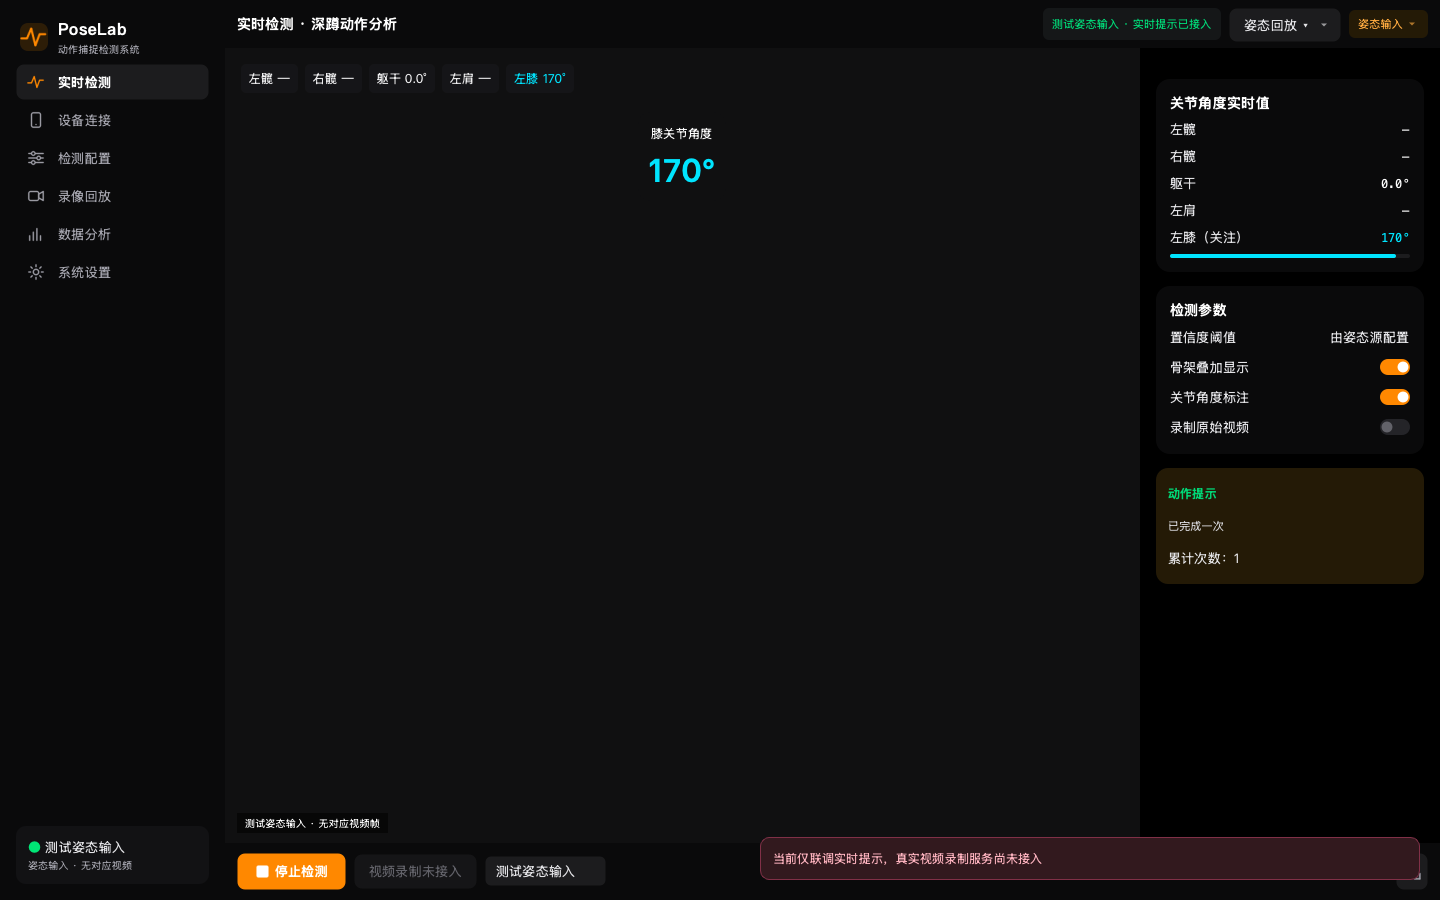 PoseLab
动作捕捉检测系统
实时检测
设备连接
检测配置
录像回放
数据分析
系统设置
测试姿态输入
姿态输入 · 无对应视频
实时检测 · 深蹲动作分析
测试姿态输入 · 实时提示已接入
姿态回放
姿态输入
左髋 —
右髋 —
躯干 0.0°
左肩 —
左膝 170°
膝关节角度
170°
测试姿态输入 · 无对应视频帧
停止检测
视频录制未接入
测试姿态输入
关节角度实时值
左髋 —
右髋 —
躯干 0.0°
左肩 —
左膝（关注） 170°
检测参数
置信度阈值 由姿态源配置
骨架叠加显示
关节角度标注
录制原始视频
动作提示
已完成一次
累计次数：1
当前仅联调实时提示，真实视频录制服务尚未接入